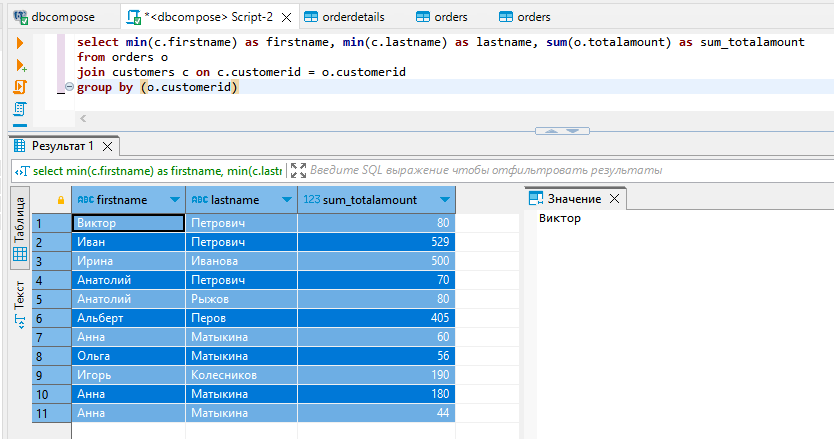 dbcompose
*<dbcompose> Script-2
orderdetails
orders
orders
select min(c.firstname) as firstname, min(c.lastname) as lastname, sum(o.totalamount) as sum_totalamount
from orders o
join customers c on c.customerid = o.customerid
group by (o.customerid)
Результат 1
select min(c.firstname) as firstname, min(c.last
Введите SQL выражение чтобы отфильтровать результаты
Таблица
Текст
ABC firstname ABC lastname 123 sum_totalamount
1 Виктор Петрович 80
2 Иван Петрович 529
3 Ирина Иванова 500
4 Анатолий Петрович 70
5 Анатолий Рыжов 80
6 Альберт Перов 405
7 Анна Матыкина 60
8 Ольга Матыкина 56
9 Игорь Колесников 190
10 Анна Матыкина 180
11 Анна Матыкина 44
Значение
Виктор